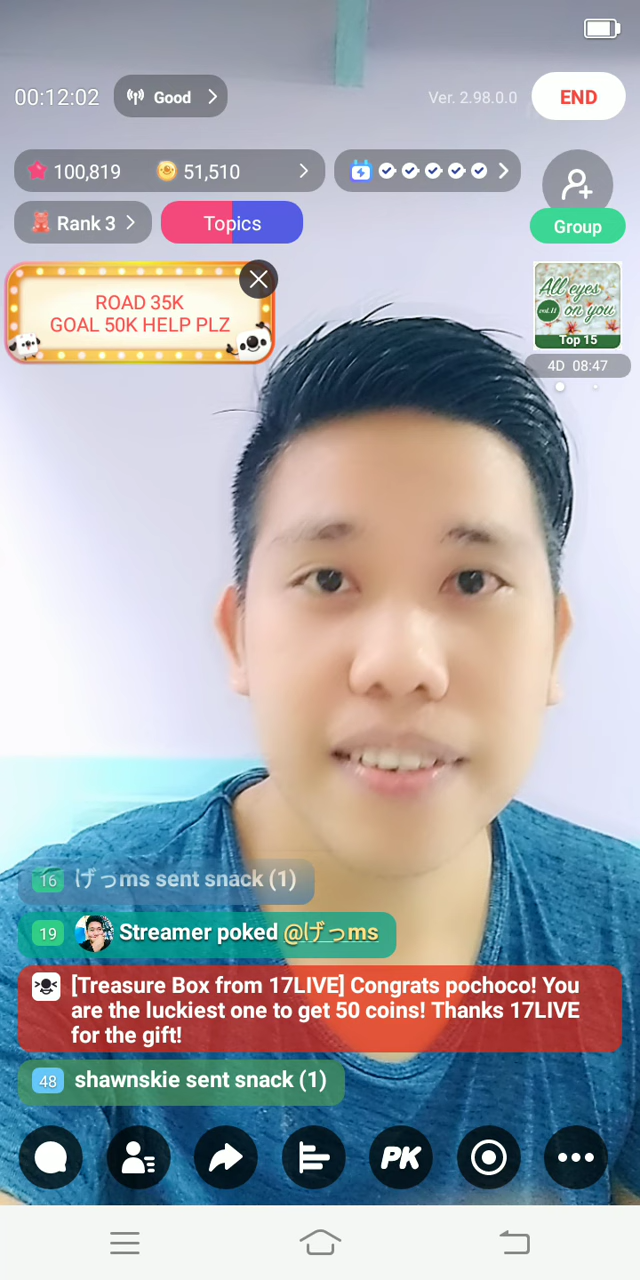 00:12:02
Good
Ver. 2.98.0.0
END
100,819
51,510
Rank 3
Topics
Group
ROAD 35K
GOAL 50K HELP PLZ
All eyes
vol.11
on you
Top 15
4D 08:47
16 げっms sent snack (1)
19 Streamer poked @げっms
[Treasure Box from 17LIVE] Congrats pochoco! You
are the luckiest one to get 50 coins! Thanks 17LIVE
for the gift!
48 shawnskie sent snack (1)
PK